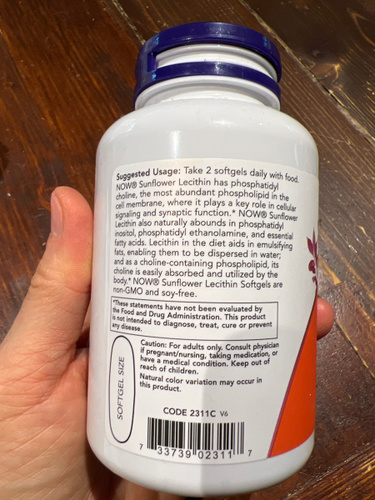 Suggested Usage: Take 2 softgels daily with food.
NOW® Sunflower Lecithin has phosphatidyl
choline, the most abundant phospholipid in the
cell membrane, where it plays a key role in cellular
signaling and synaptic function.* NOW® Sunflower
Lecithin also naturally abounds in phosphatidyl
inositol, phosphatidyl ethanolamine, and essential
fatty acids. Lecithin in the diet aids in emulsifying
fats, enabling them to be dispersed in water;
and as a choline-containing phospholipid, its
choline is easily absorbed and utilized by the
body.* NOW® Sunflower Lecithin Softgels are
non-GMO and soy-free.
*These statements have not been evaluated by
the Food and Drug Administration. This product
is not intended to diagnose, treat, cure or prevent
any disease.
SOFTGEL SIZE
Caution: For adults only. Consult physician
if pregnant/nursing, taking medication, or
have a medical condition. Keep out of
reach of children.
Natural color variation may occur in
this product.
CODE 2311C V6
7 33739 02311 7